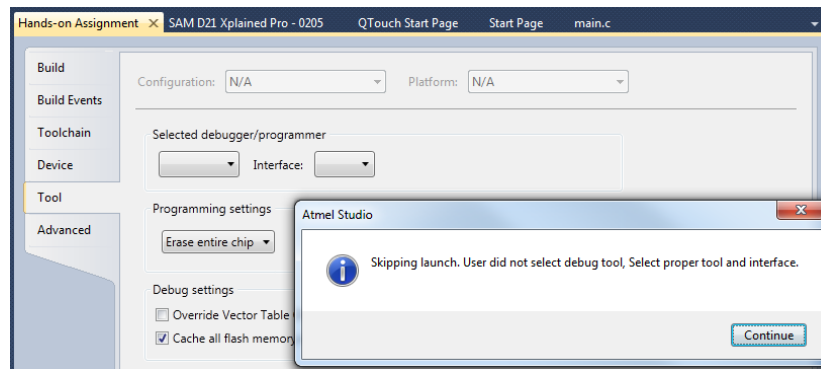 Hands-on Assignment SAM D21 Xplained Pro - 0205 QTouch Start Page Start Page main.c
Build
Configuration: N/A Platform: N/A
Build Events
Toolchain
Selected debugger/programmer
Device
Interface:
Tool
Programming settings
Atmel Studio
Advanced
Erase entire chip
Skipping launch. User did not select debug tool, Select proper tool and interface.
Debug settings
Override Vector Table
Cache all flash memory
Continue